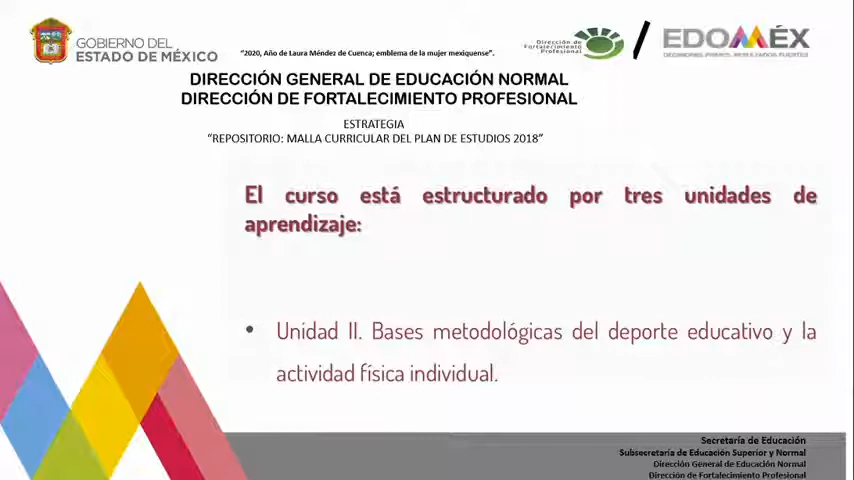 GOBIERNO DEL
ESTADO DE MÉXICO
"2020, Año de Laura Méndez de Cuenca; emblema de la mujer mexiquense".
Dirección de
Fortalecimiento
Profesional
EDOMÉX
DECISIONES FIRMES, RESULTADOS FUERTES.
DIRECCIÓN GENERAL DE EDUCACIÓN NORMAL
DIRECCIÓN DE FORTALECIMIENTO PROFESIONAL
ESTRATEGIA
"REPOSITORIO: MALLA CURRICULAR DEL PLAN DE ESTUDIOS 2018"
El curso está estructurado por tres unidades de
aprendizaje:
• Unidad II. Bases metodológicas del deporte educativo y la
actividad física individual.
Secretaría de Educación
Subsecretaría de Educación Superior y Normal
Dirección General de Educación Normal
Dirección de Fortalecimiento Profesional